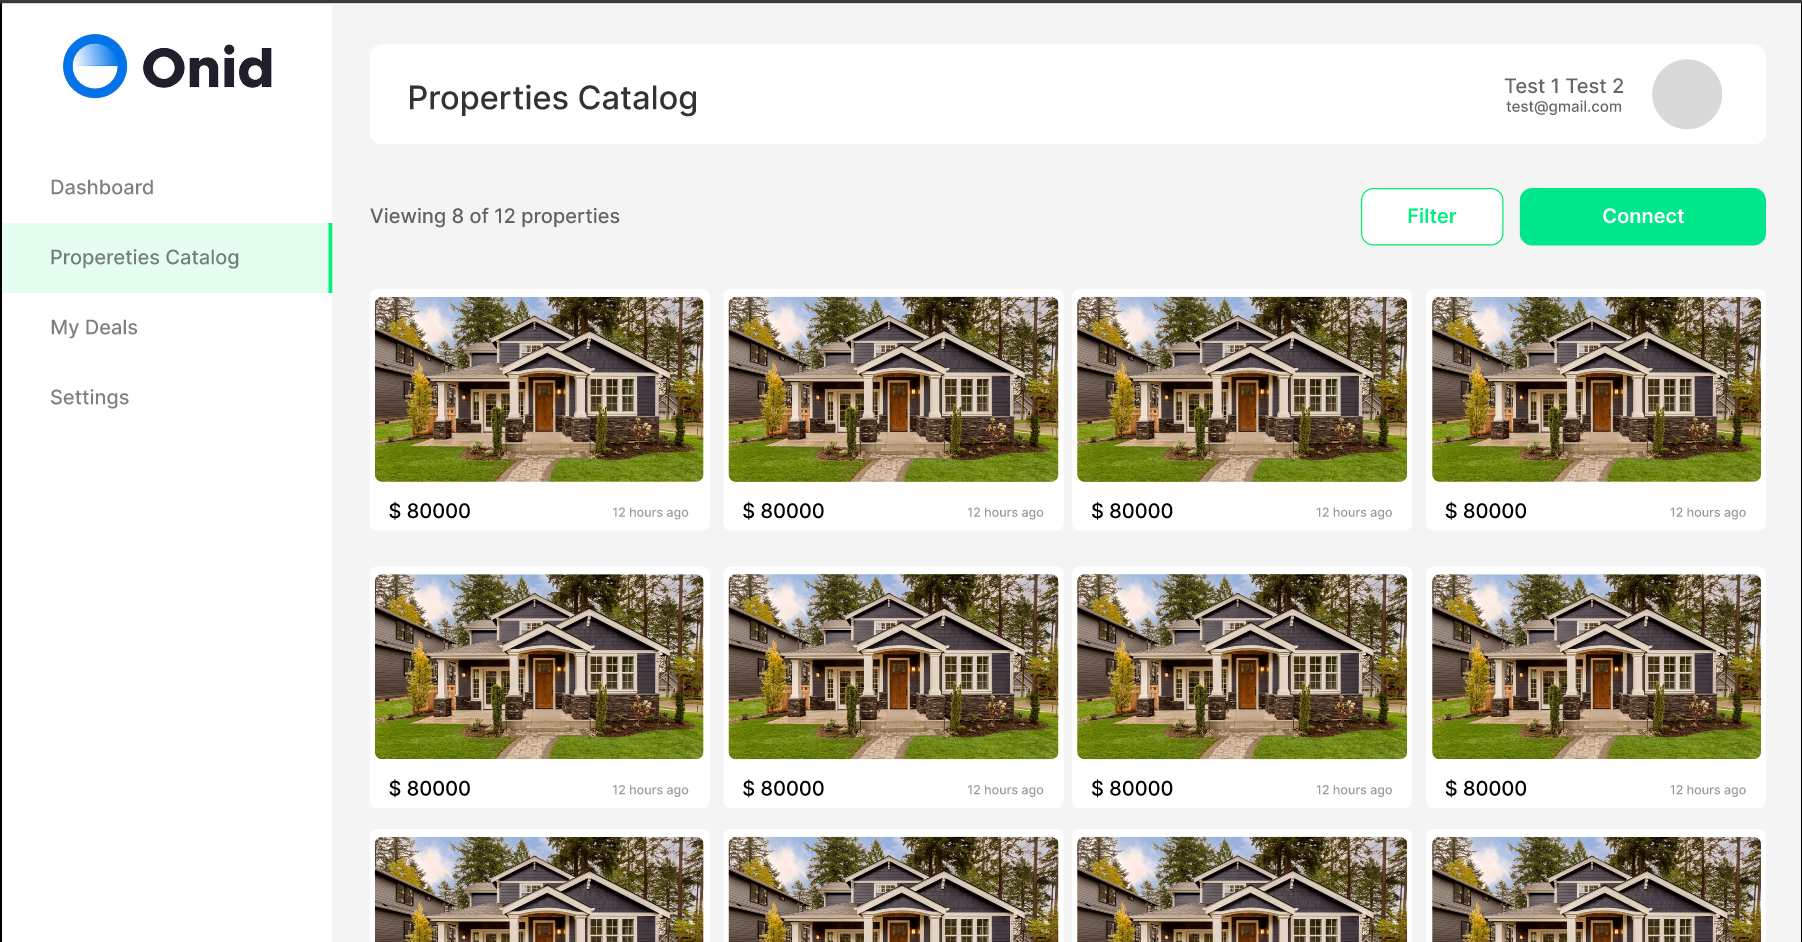 Onid
Dashboard
Propereties Catalog
My Deals
Settings
Properties Catalog
Test 1 Test 2
test@gmail.com
Viewing 8 of 12 properties
Filter
Connect
$ 80000
12 hours ago
$ 80000
12 hours ago
$ 80000
12 hours ago
$ 80000
12 hours ago
$ 80000
12 hours ago
$ 80000
12 hours ago
$ 80000
12 hours ago
$ 80000
12 hours ago